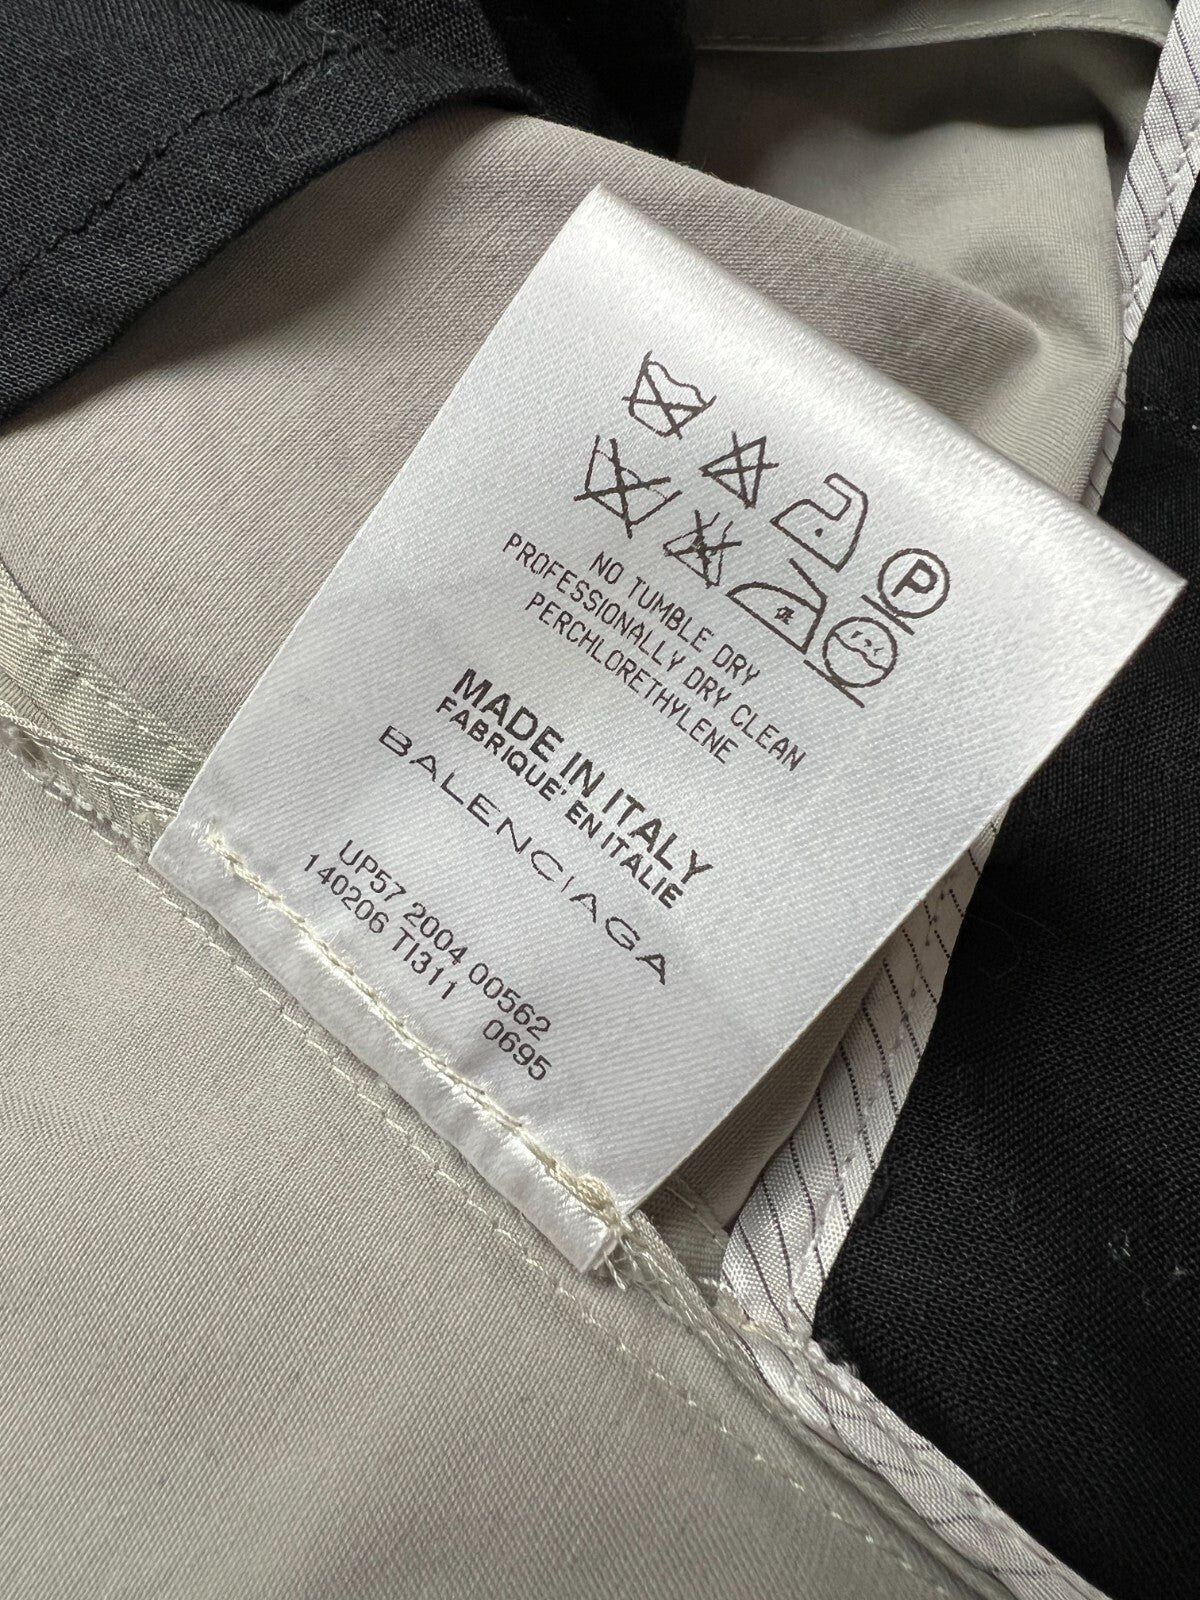 P
NO TUMBLE DRY
PROFESSIONALLY DRY CLEAN
PERCHLORETHYLENE
MADE IN ITALY
FABRIQUE' EN ITALIE
BALENCIAGA
UP57 2004 00562
140206 TI311 0695